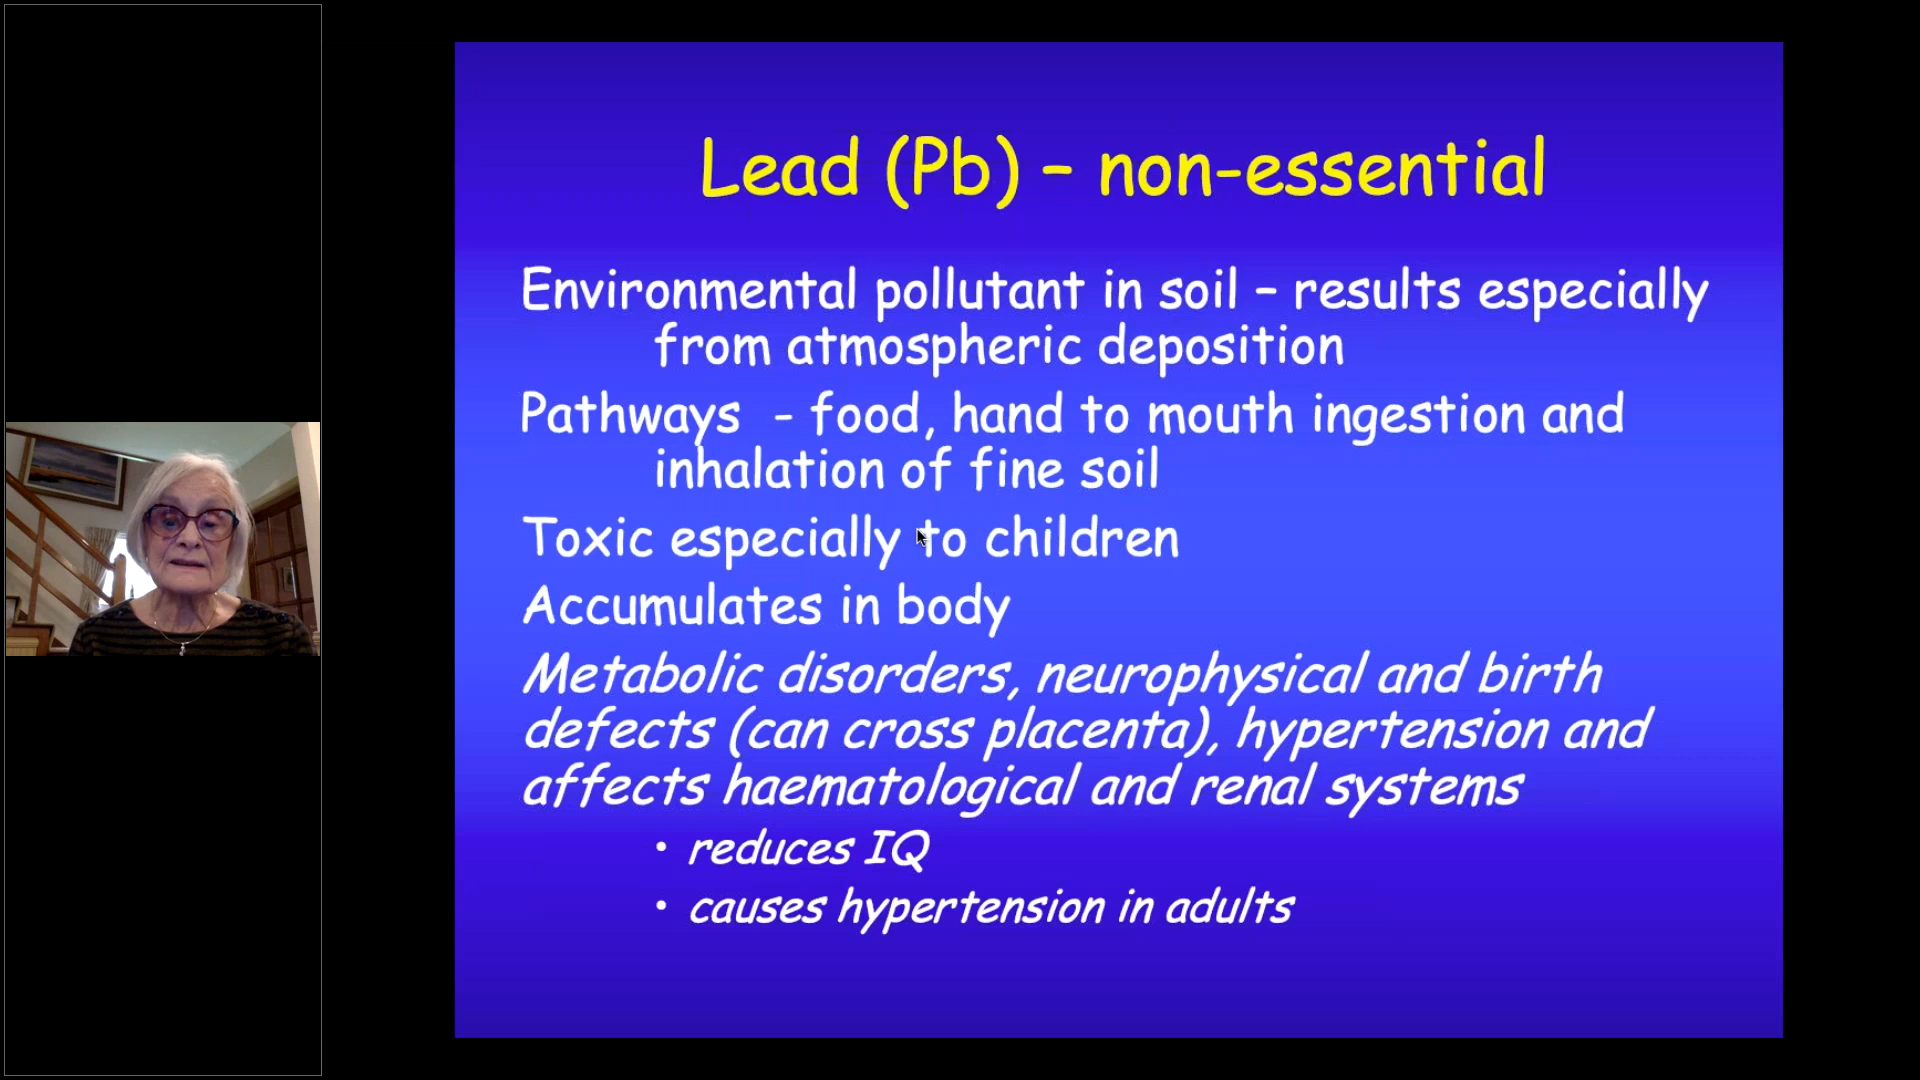 Lead (Pb) – non-essential
Environmental pollutant in soil – results especially
from atmospheric deposition
Pathways - food, hand to mouth ingestion and
inhalation of fine soil
Toxic especially to children
Accumulates in body
Metabolic disorders, neurophysical and birth
defects (can cross placenta), hypertension and
affects haematological and renal systems
• reduces IQ
• causes hypertension in adults